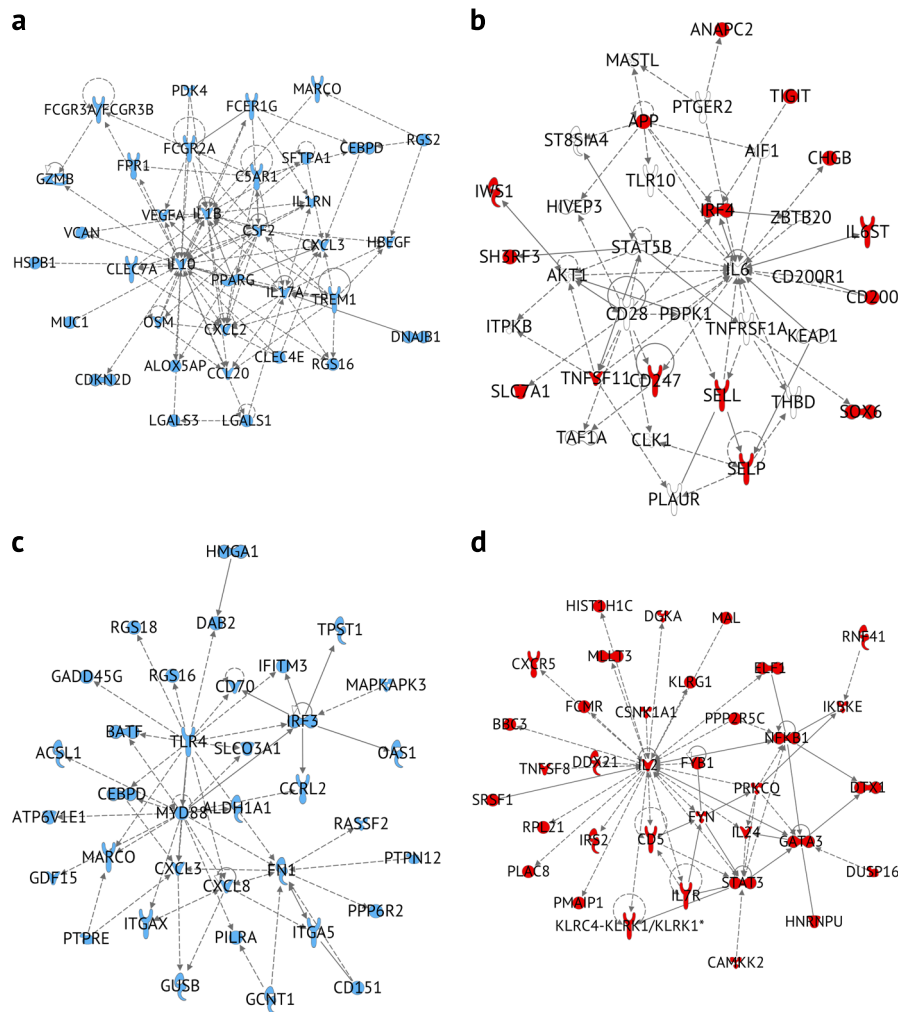 a
PDK4
MARCO
FCGR3A/FCGR3B
FCER1G
FCGR2A
CEBPD
RGS2
SFTPA1
FPR1
C5AR1
GZMB
IL1RN
VEGFA
IL1B
VCAN
CSF2
CXCL3
HBEGF
HSPB1
CLEC7A
IL10
PPARG
IL17A
TREM1
MUC1
OSM
CXCL2
DNAJB1
CLEC4E
ALOX5AP
RGS16
CDKN2D
CCL20
LGALS3
LGALS1
b
ANAPC2
MASTL
TIGIT
PTGER2
APP
ST8SIA4
AIF1
CHGB
TLR10
IWS1
HIVEP3
IRF4
ZBTB20
IL6ST
STAT5B
SH3RF3
IL6
AKT1
CD200R1
CD200
CD28
PDPK1
ITPKB
TNFRSF1A
KEAP1
TNFSF11
CD247
SLC7A1
SELL
THBD
SOX6
TAF1A
CLK1
SELP
PLAUR
c
HMGA1
RGS18
DAB2
TPST1
GADD45G
RGS16
IFITM3
CD70
MAPKAPK3
IRF3
BATF
TLR4
SLCO3A1
ACSL1
OAS1
CEBPD
CCRL2
ALDH1A1
ATP6V1E1
MYD88
RASSF2
MARCO
CXCL3
FN1
PTPN12
GDF15
CXCL8
PPP6R2
ITGAX
ITGA5
PTPRE
PILRA
GUSB
CD151
GCNT1
d
HIST1H1C
DGKA
MAL
RNF41
CXCR5
MLLT3
ELF1
KLRG1
FCMR
CSNK1A1
IKBKE
BBC3
PPP2R5C
NFKB1
TNFSF8
DDX21
IL2
FYB1
SRSF1
PRKCQ
DTX1
RPL21
FYN
IRS2
CD5
IL24
GATA3
PLAC8
STAT3
DUSP16
IL7R
PMAIP1
KLRC4-KLRK1/KLRK1*
HNRNPU
CAMKK2